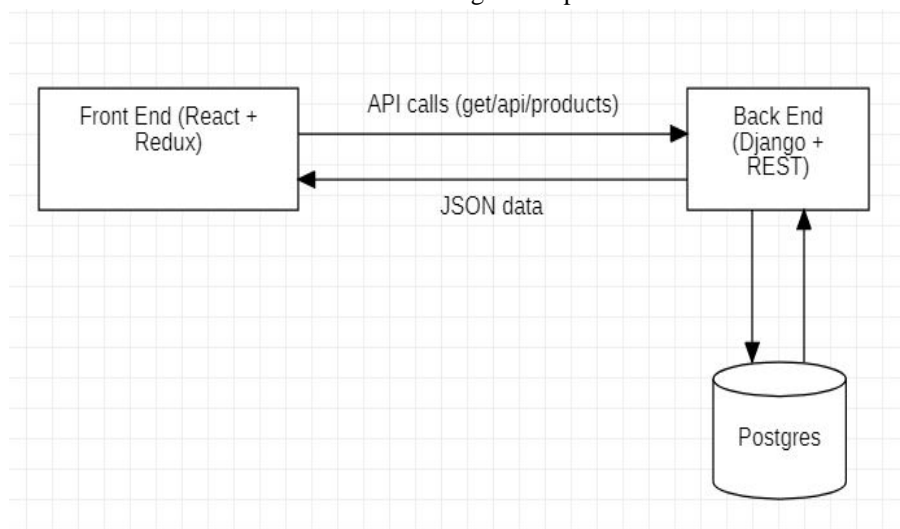 Front End (React +
Redux)
API calls (get/api/products)
Back End
(Django +
REST)
JSON data
Postgres